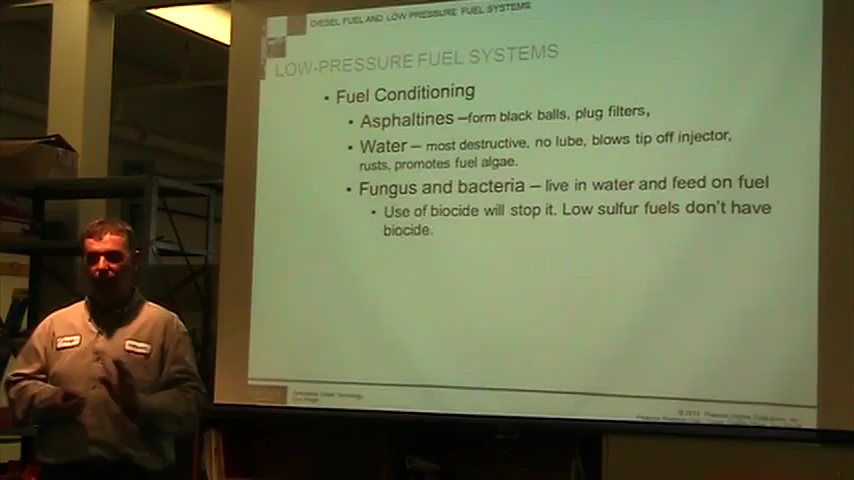 DIESEL FUEL AND LOW PRESSURE FUEL SYSTEMS
LOW-PRESSURE FUEL SYSTEMS
• Fuel Conditioning
• Asphaltines –form black balls, plug filters,
• Water – most destructive, no lube, blows tip off injector,
rusts, promotes fuel algae.
• Fungus and bacteria – live in water and feed on fuel
• Use of biocide will stop it. Low sulfur fuels don't have
biocide.